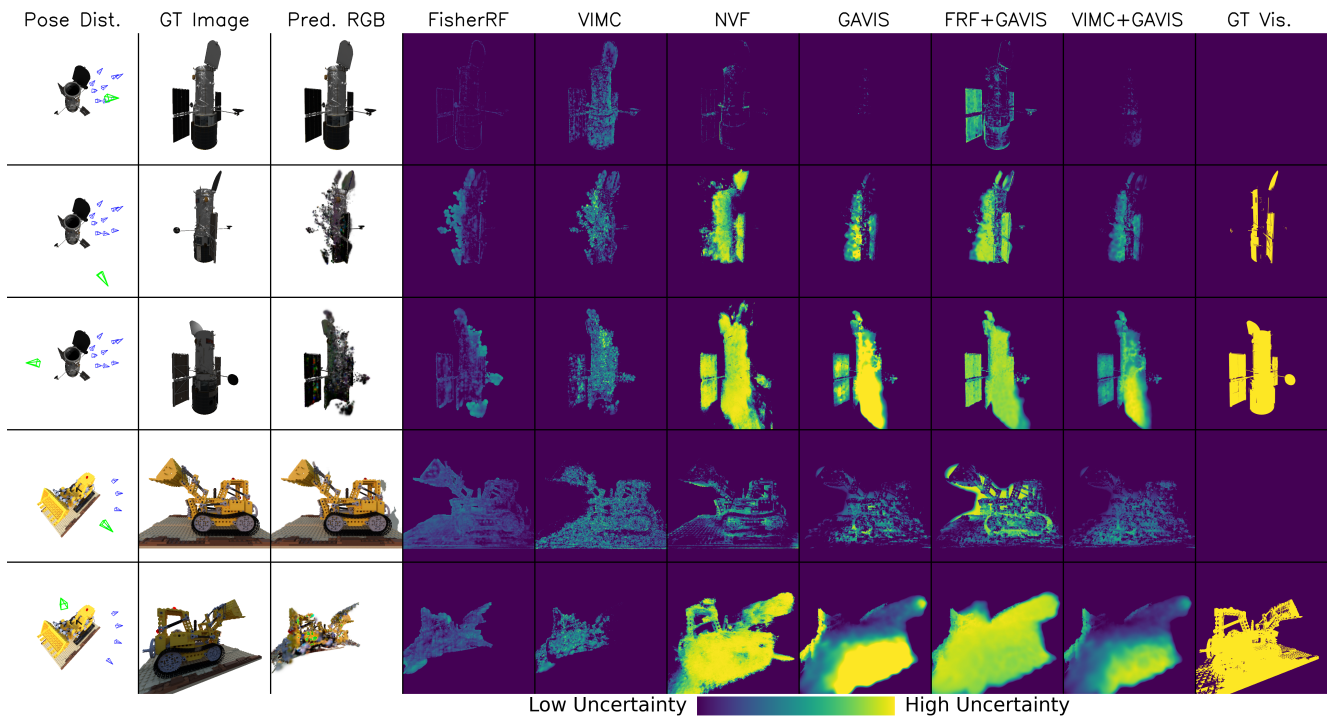 Pose Dist. GT Image Pred. RGB FisherRF VIMC NVF GAVIS FRF+GAVIS VIMC+GAVIS GT Vis.
Low Uncertainty High Uncertainty